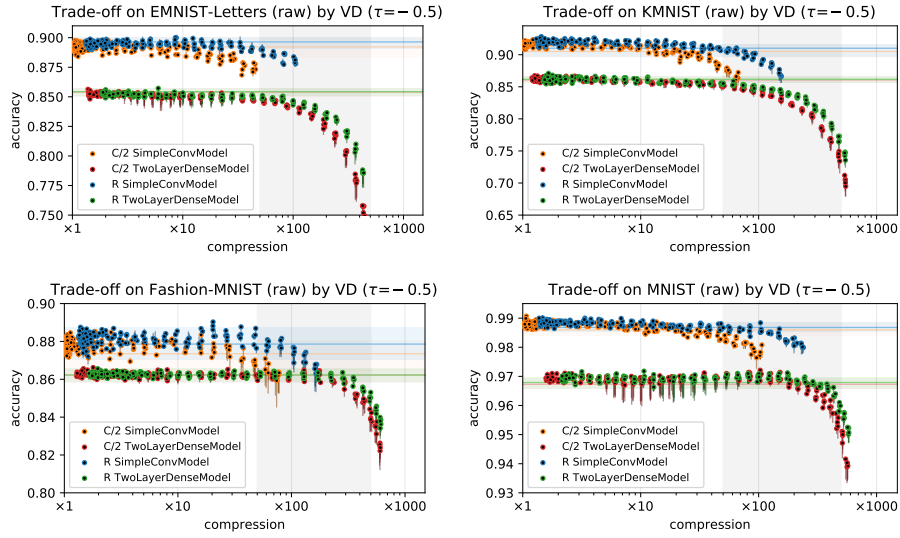 Trade-off on EMNIST-Letters (raw) by VD (τ=−0.5)
0.900
0.875
0.850
0.825
0.800
0.775
0.750
accuracy
C/2 SimpleConvModel
C/2 TwoLayerDenseModel
R SimpleConvModel
R TwoLayerDenseModel
×1 ×10 ×100 ×1000
compression
Trade-off on KMNIST (raw) by VD (τ=−0.5)
0.90
0.85
0.80
0.75
0.70
0.65
accuracy
C/2 SimpleConvModel
C/2 TwoLayerDenseModel
R SimpleConvModel
R TwoLayerDenseModel
×1 ×10 ×100 ×1000
compression
Trade-off on Fashion-MNIST (raw) by VD (τ=−0.5)
0.90
0.88
0.86
0.84
0.82
0.80
accuracy
C/2 SimpleConvModel
C/2 TwoLayerDenseModel
R SimpleConvModel
R TwoLayerDenseModel
×1 ×10 ×100 ×1000
compression
Trade-off on MNIST (raw) by VD (τ=−0.5)
0.99
0.98
0.97
0.96
0.95
0.94
0.93
accuracy
C/2 SimpleConvModel
C/2 TwoLayerDenseModel
R SimpleConvModel
R TwoLayerDenseModel
×1 ×10 ×100 ×1000
compression